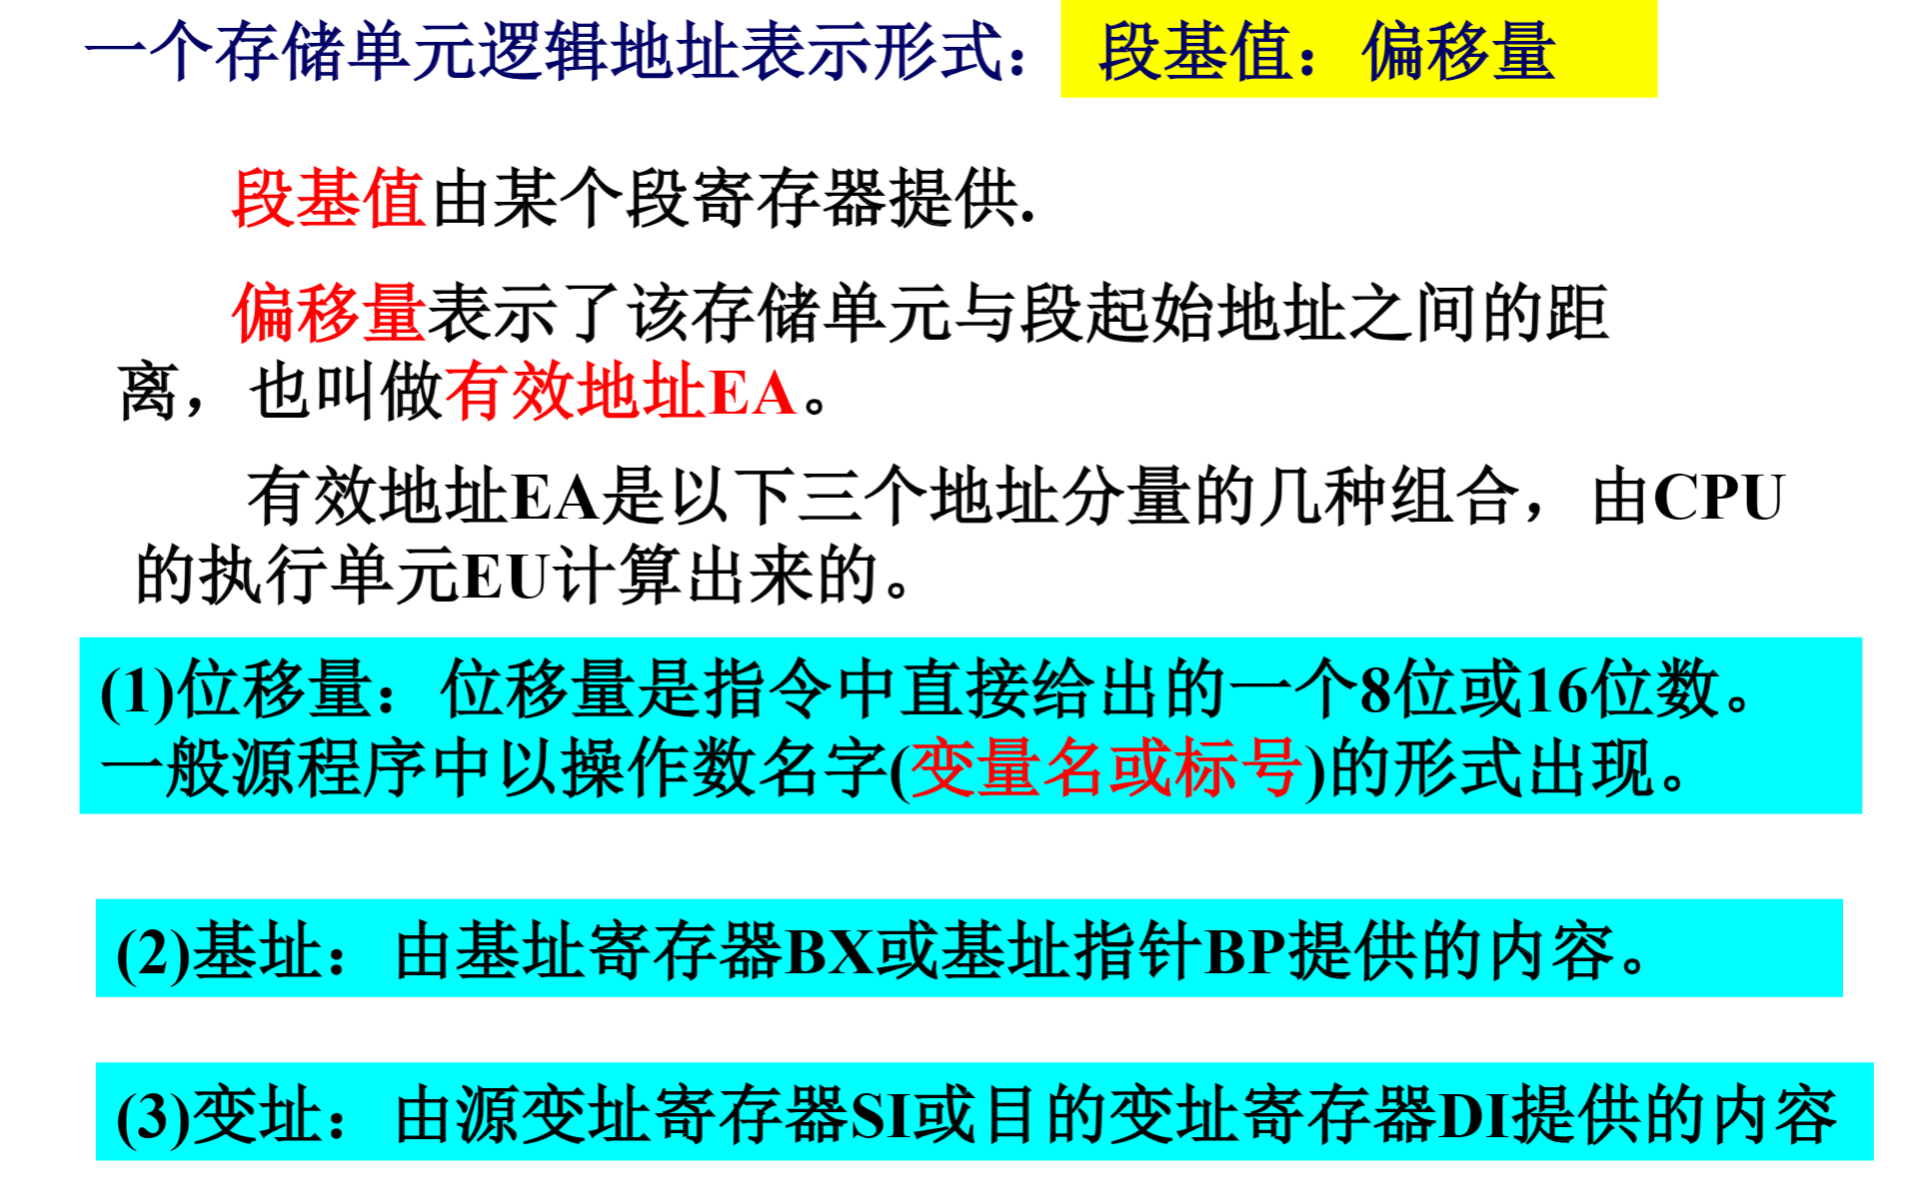 一个存储单元逻辑地址表示形式： 段基值：偏移量
段基值由某个段寄存器提供.
偏移量表示了该存储单元与段起始地址之间的距
离，也叫做有效地址EA。
有效地址EA是以下三个地址分量的几种组合，由CPU
的执行单元EU计算出来的。
(1)位移量：位移量是指令中直接给出的一个8位或16位数。
一般源程序中以操作数名字(变量名或标号)的形式出现。
(2)基址：由基址寄存器BX或基址指针BP提供的内容。
(3)变址：由源变址寄存器SI或目的变址寄存器DI提供的内容